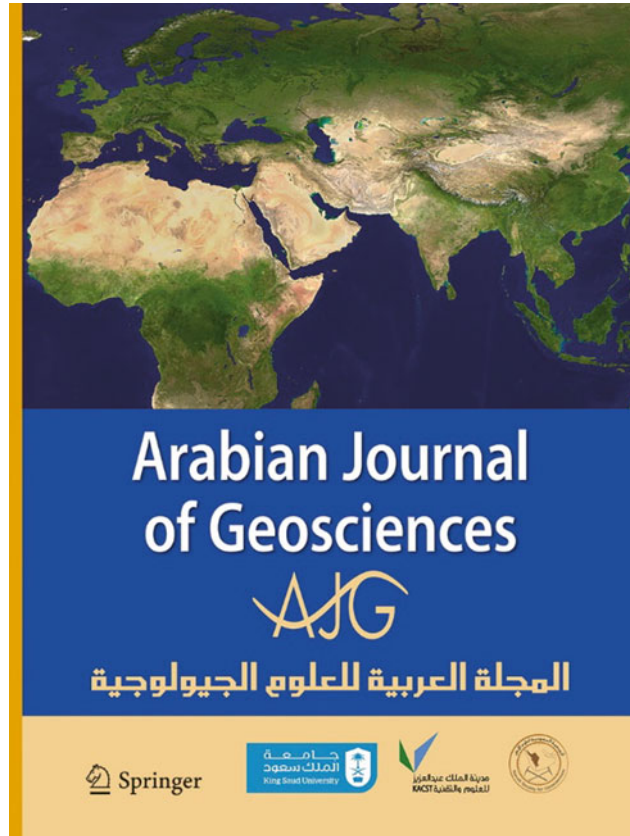 Arabian Journal
of Geosciences
AJG
المجلة العربية للعلوم الجيولوجية
Springer
جامعة
الملك سعود
King Saud University
مدينة الملك عبدالعزيز
للعلوم والتقنية KACST